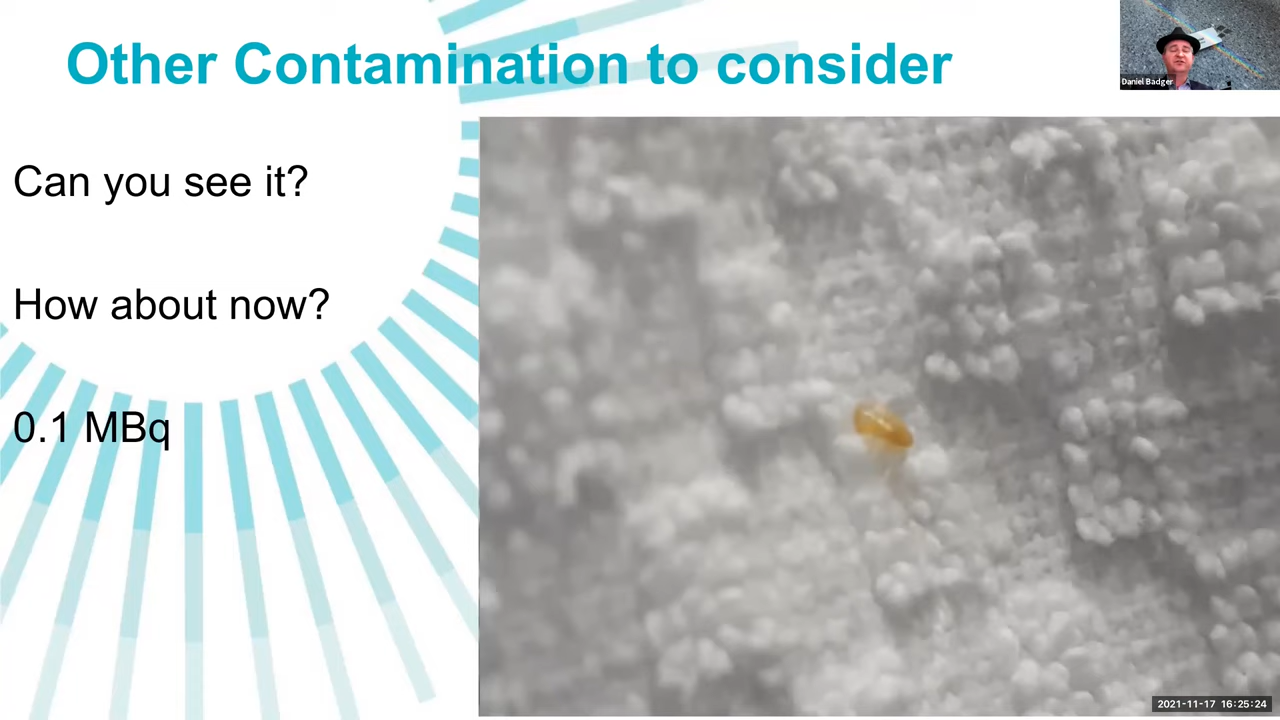 Other Contamination to consider
Daniel Badger
Can you see it?
How about now?
0.1 MBq
2021-11-17 16:25:24